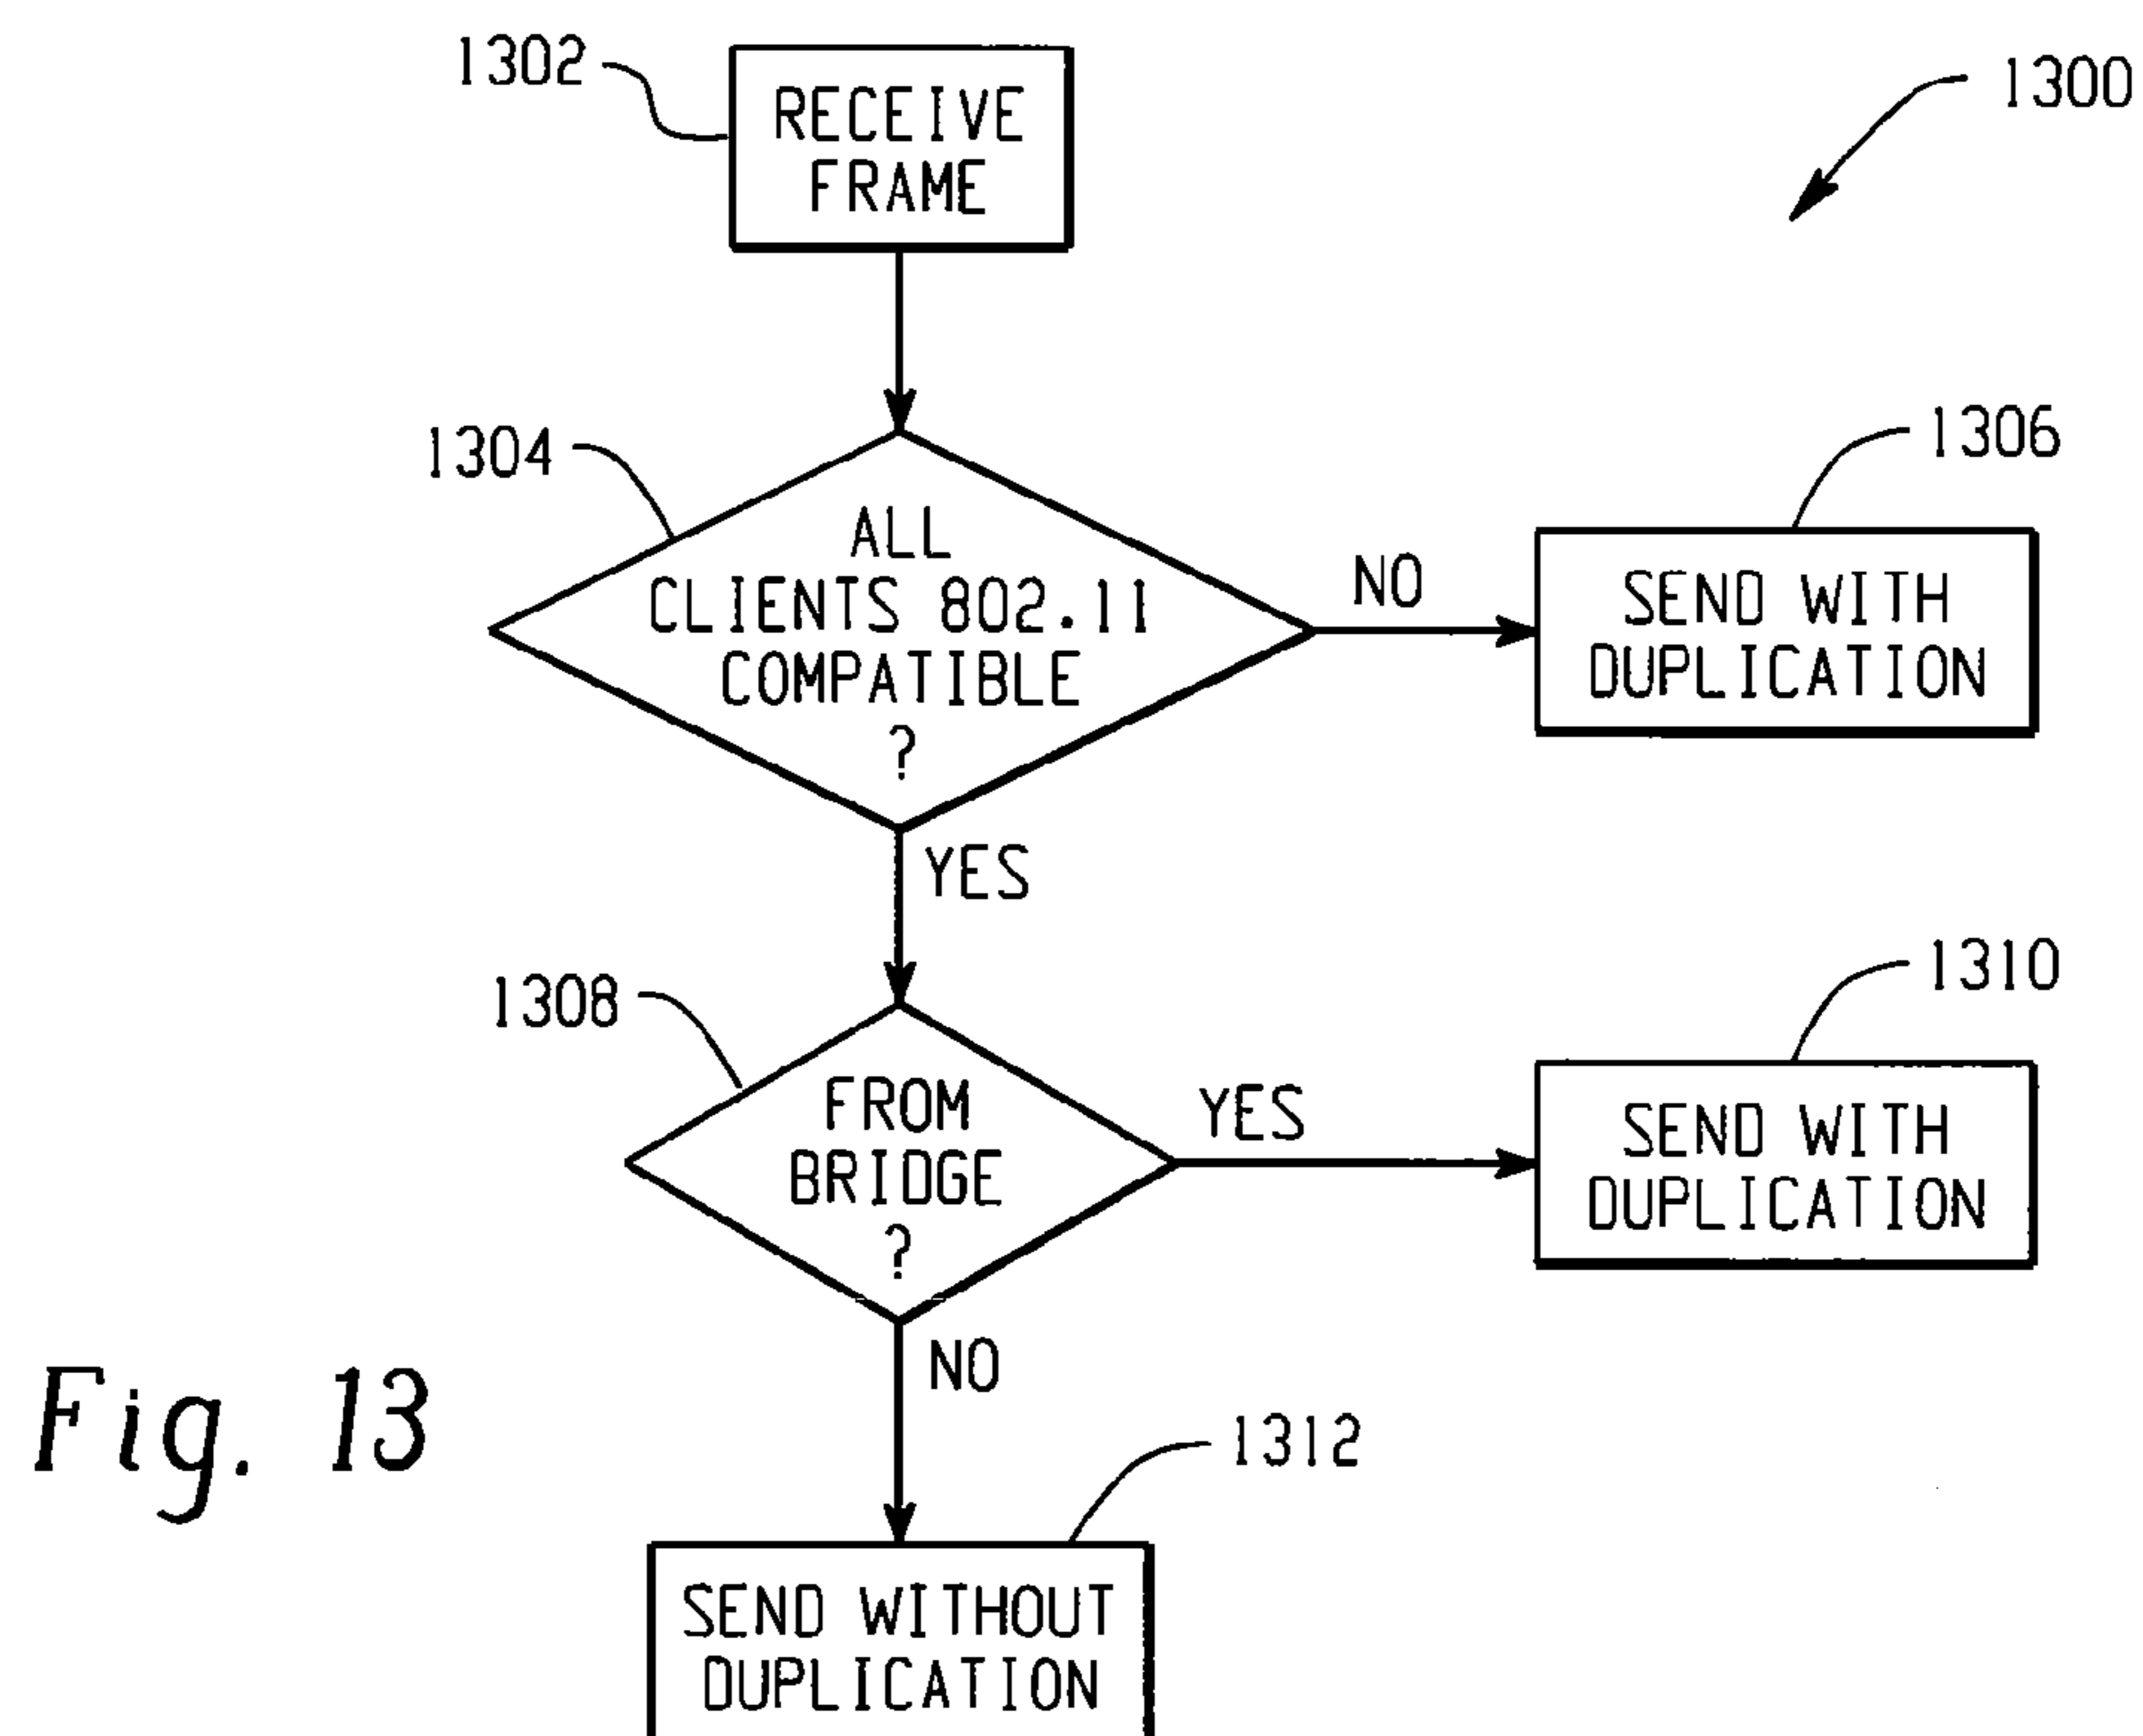 1302
RECEIVE
FRAME
1300
1304
ALL
CLIENTS 802.11
COMPATIBLE
?
NO
1306
SEND WITH
DUPLICATION
YES
1308
FROM
BRIDGE
?
YES
1310
SEND WITH
DUPLICATION
NO
1312
SEND WITHOUT
DUPLICATION
Fig. 13